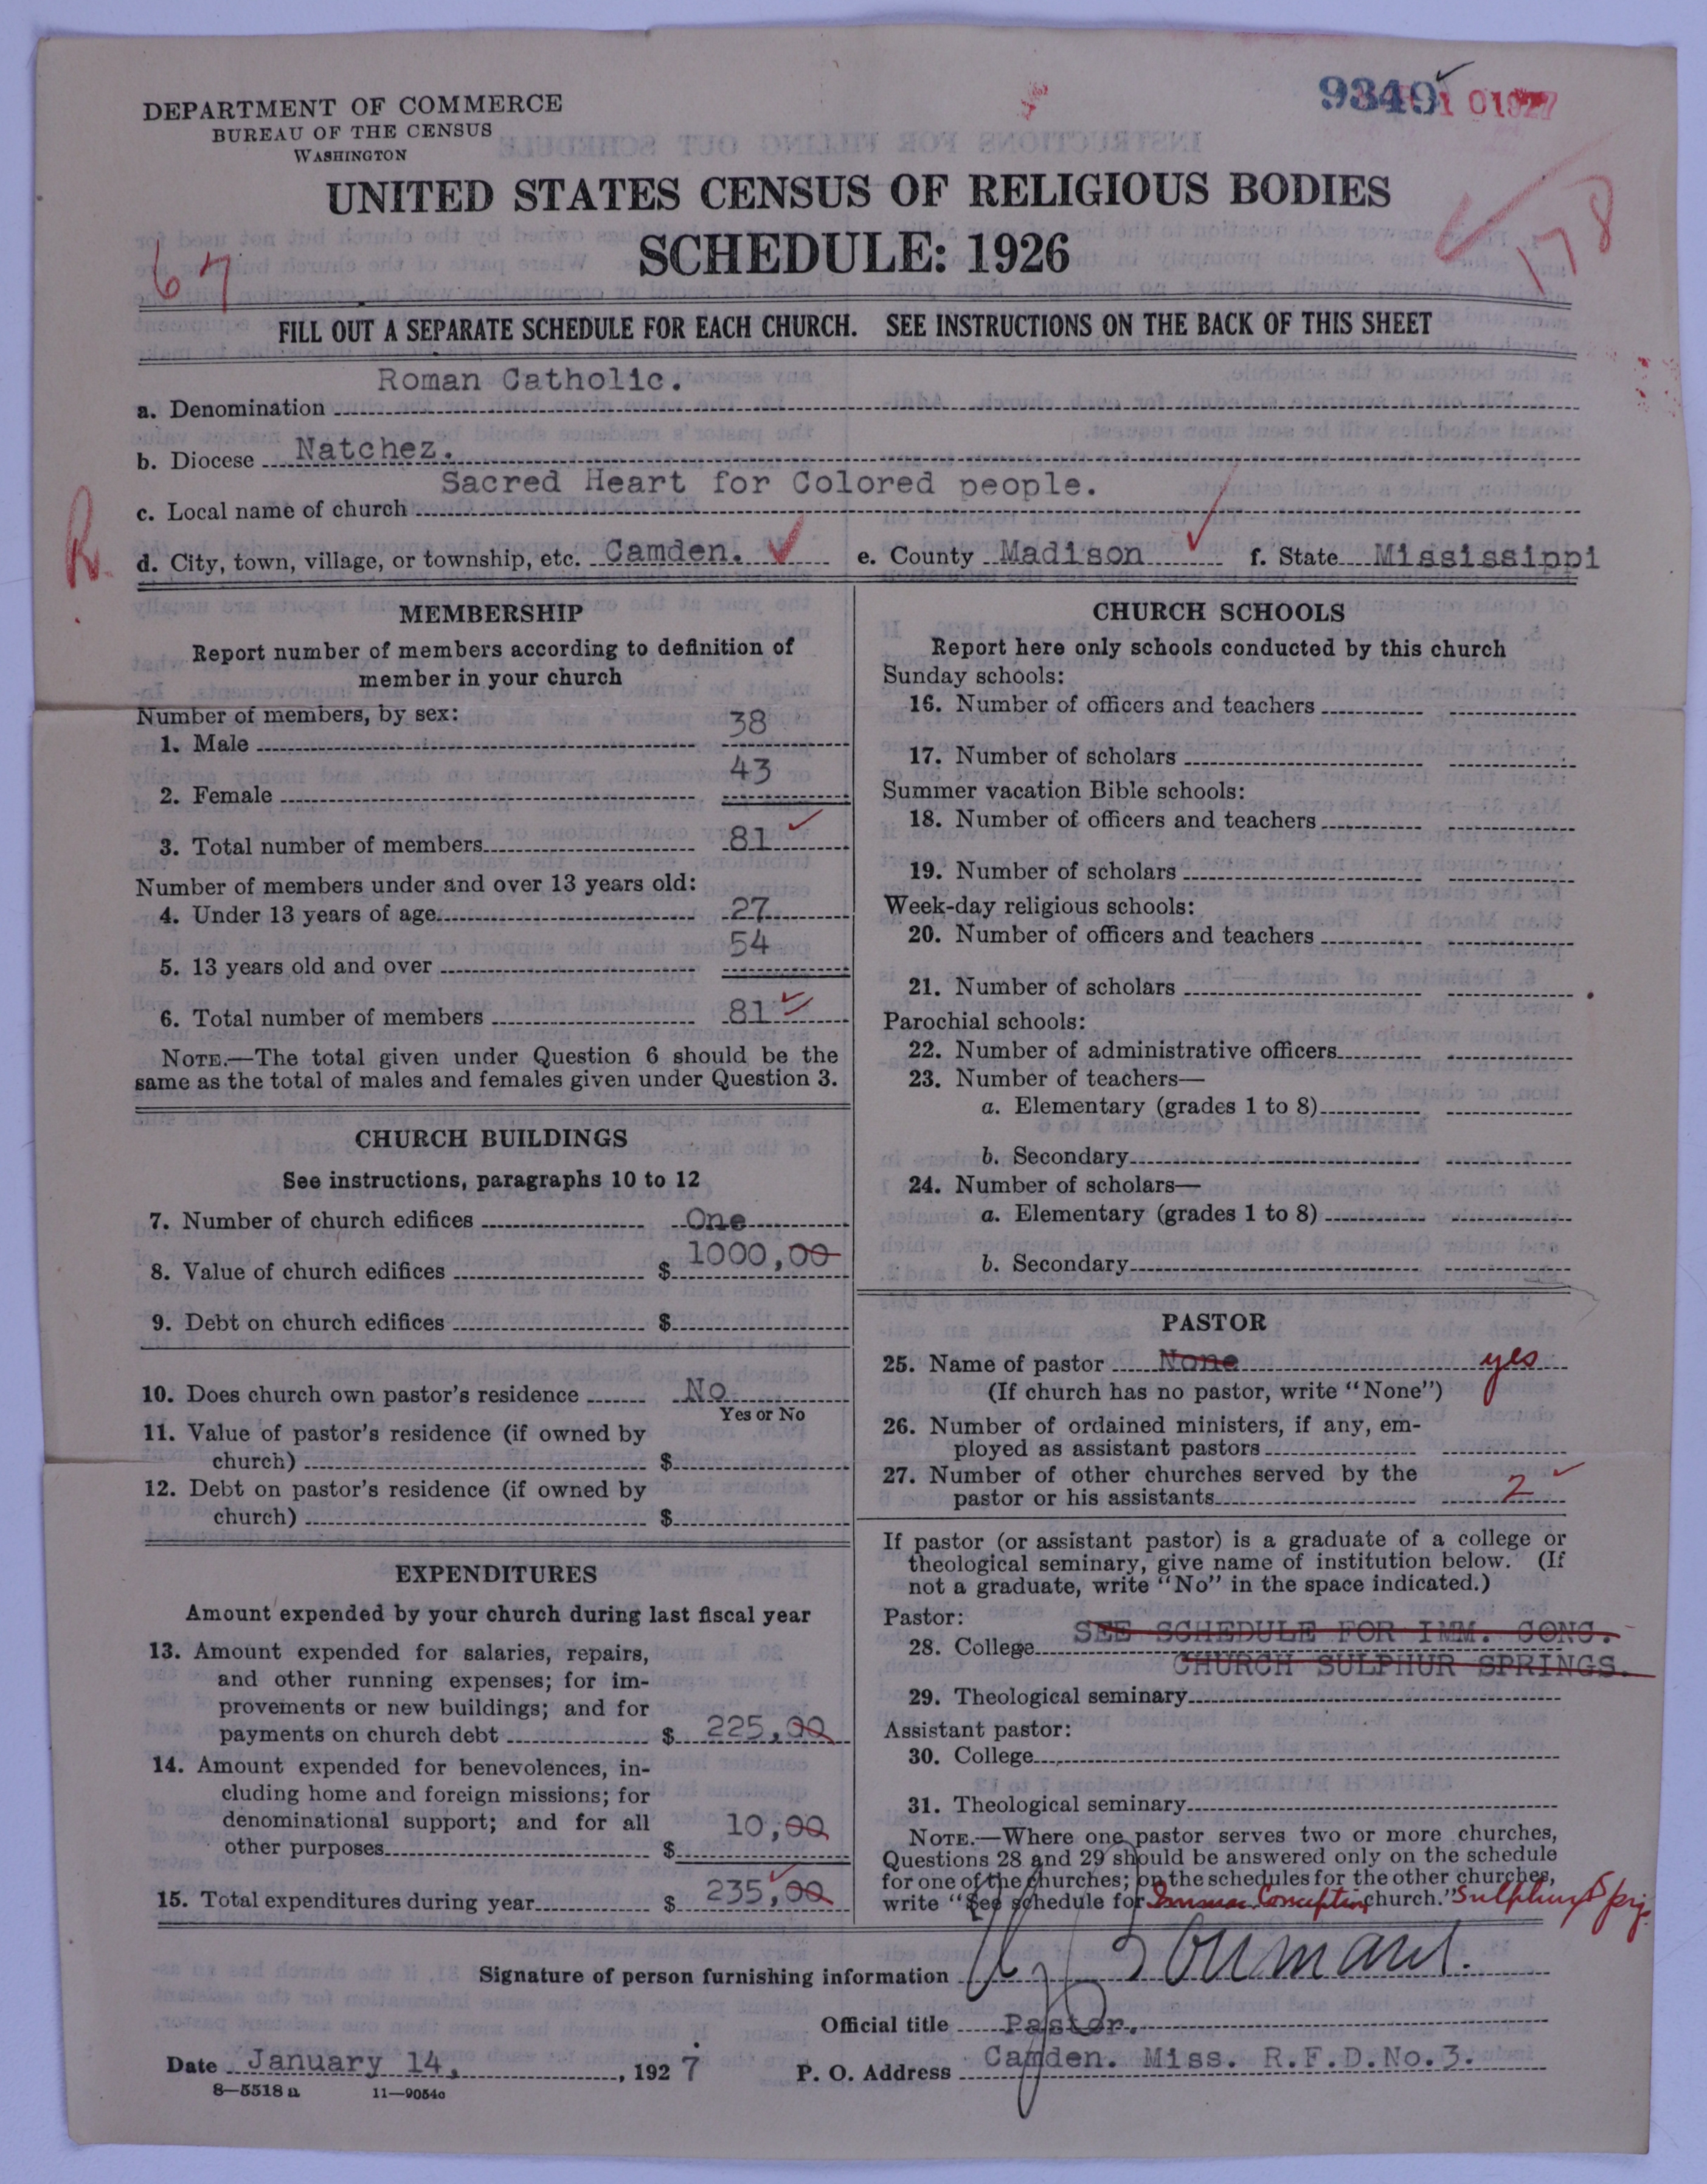 DEPARTMENT OF COMMERCE
BUREAU OF THE CENSUS
WASHINGTON
9349
UNITED STATES CENSUS OF RELIGIOUS BODIES
SCHEDULE: 1926
67
178
FILL OUT A SEPARATE SCHEDULE FOR EACH CHURCH. SEE INSTRUCTIONS ON THE BACK OF THIS SHEET
a. Denomination Roman Catholic.
b. Diocese Natchez.
c. Local name of church Sacred Heart for Colored people.
R.
d. City, town, village, or township, etc. Camden. e. County Madison f. State Mississippi
MEMBERSHIP
Report number of members according to definition of
member in your church
Number of members, by sex:
1. Male 38
2. Female 43
3. Total number of members 81
Number of members under and over 13 years old:
4. Under 13 years of age 27
5. 13 years old and over 54
6. Total number of members 81
NOTE.—The total given under Question 6 should be the
same as the total of males and females given under Question 3.
CHURCH BUILDINGS
See instructions, paragraphs 10 to 12
7. Number of church edifices One
8. Value of church edifices $ 1000,00
9. Debt on church edifices $
10. Does church own pastor's residence No
Yes or No
11. Value of pastor's residence (if owned by
church) $
12. Debt on pastor's residence (if owned by
church) $
EXPENDITURES
Amount expended by your church during last fiscal year
13. Amount expended for salaries, repairs,
and other running expenses; for im-
provements or new buildings; and for
payments on church debt $ 225,00
14. Amount expended for benevolences, in-
cluding home and foreign missions; for
denominational support; and for all
other purposes $ 10,00
15. Total expenditures during year $ 235,00
CHURCH SCHOOLS
Report here only schools conducted by this church
Sunday schools:
16. Number of officers and teachers
17. Number of scholars
Summer vacation Bible schools:
18. Number of officers and teachers
19. Number of scholars
Week-day religious schools:
20. Number of officers and teachers
21. Number of scholars
Parochial schools:
22. Number of administrative officers
23. Number of teachers—
a. Elementary (grades 1 to 8)
b. Secondary
24. Number of scholars—
a. Elementary (grades 1 to 8)
b. Secondary
PASTOR
25. Name of pastor None yes
(If church has no pastor, write "None")
26. Number of ordained ministers, if any, em-
ployed as assistant pastors
27. Number of other churches served by the
pastor or his assistants 2
If pastor (or assistant pastor) is a graduate of a college or
theological seminary, give name of institution below. (If
not a graduate, write "No" in the space indicated.)
Pastor:
28. College SEE SCHEDULE FOR IMM. CONC.
CHURCH SULPHUR SPRINGS.
29. Theological seminary
Assistant pastor:
30. College
31. Theological seminary
NOTE.—Where one pastor serves two or more churches,
Questions 28 and 29 should be answered only on the schedule
for one of the churches; on the schedules for the other churches,
write "See schedule for Conception church." Sulphur Spg.
Signature of person furnishing information
Official title Pastor.
Date January 14, 1927 P. O. Address Camden. Miss. R.F.D.No.3.
8—5518 a 11—9054c